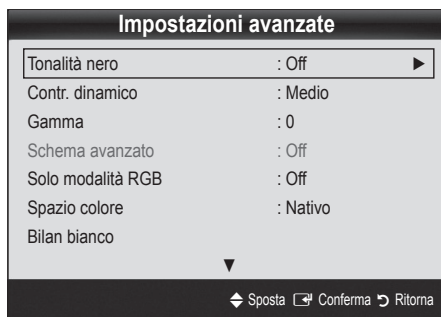 Impostazioni avanzate
Tonalità nero : Off ▶
Contr. dinamico : Medio
Gamma : 0
Schema avanzato : Off
Solo modalità RGB : Off
Spazio colore : Nativo
Bilan bianco
▼
Sposta Conferma Ritorna